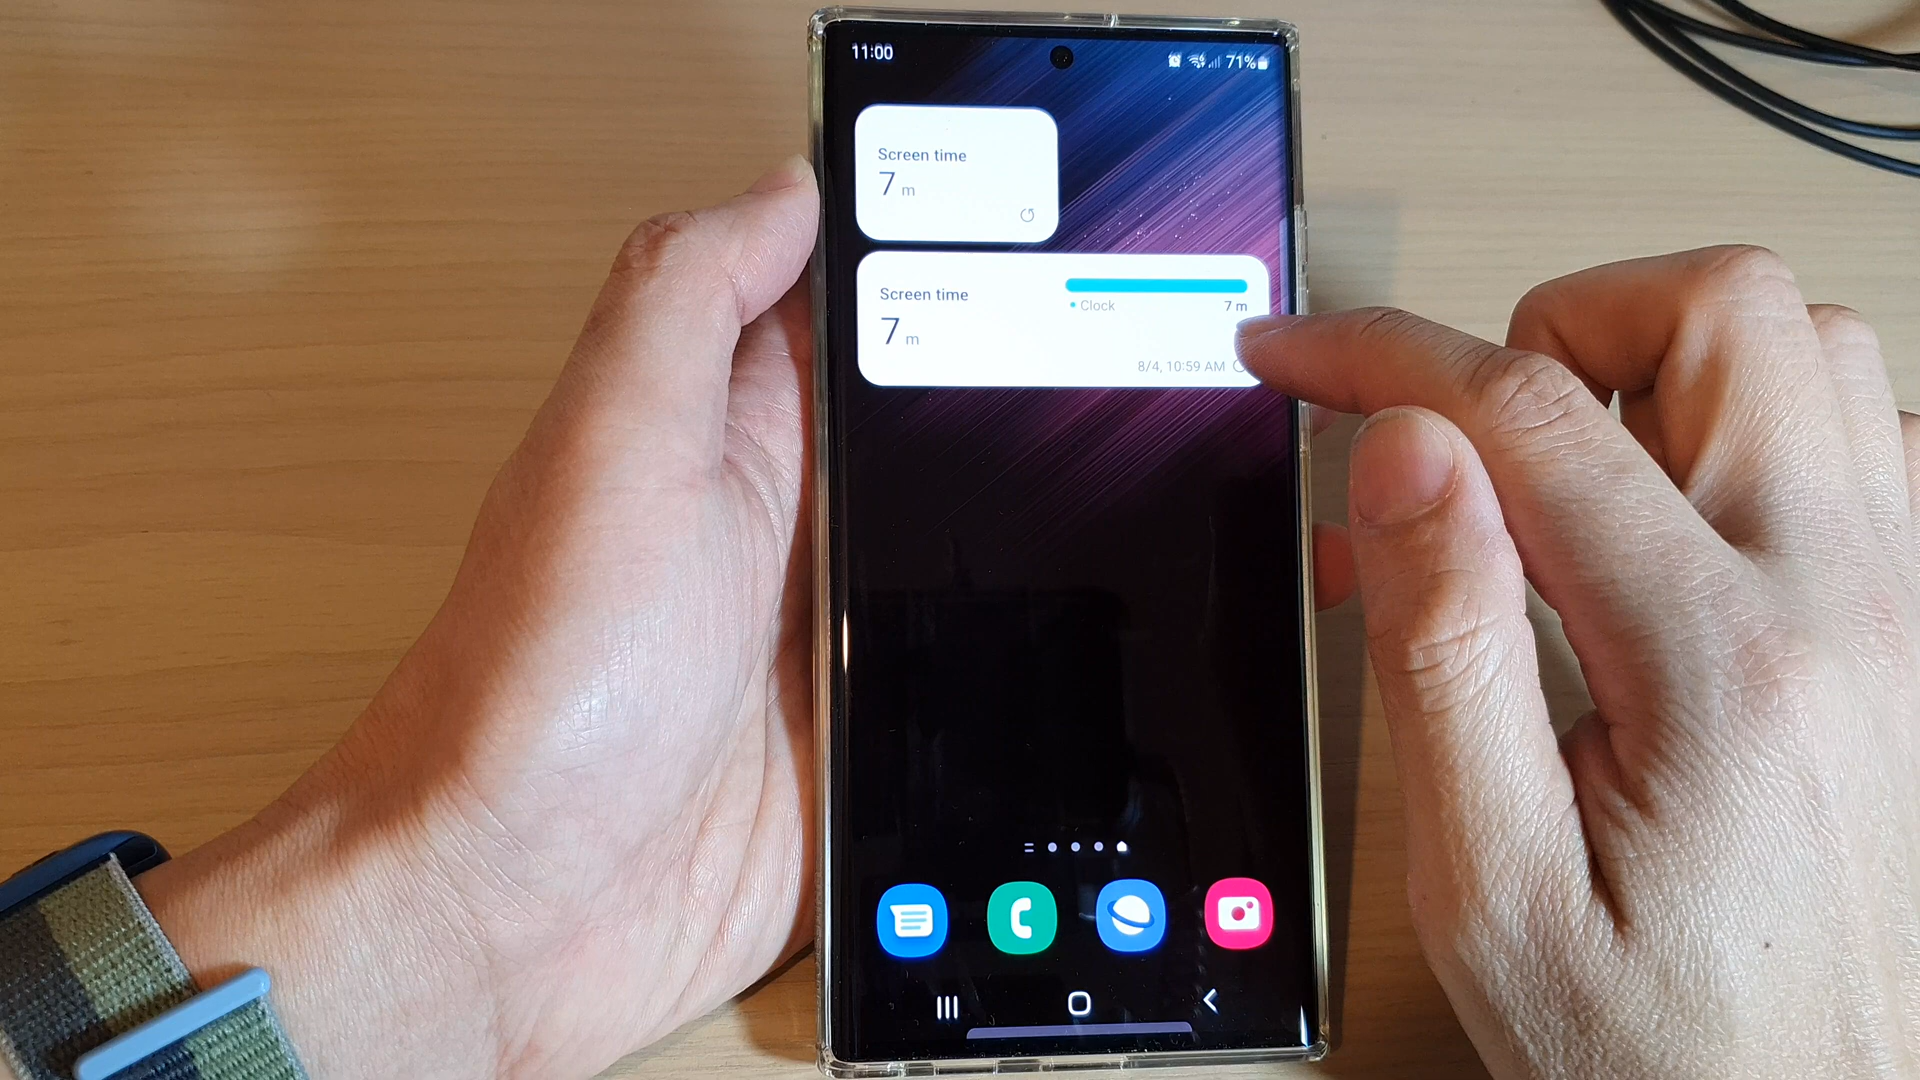 11:00
71%
Screen time
7 m
Screen time
7 m
Clock 7 m
8/4, 10:59 AM